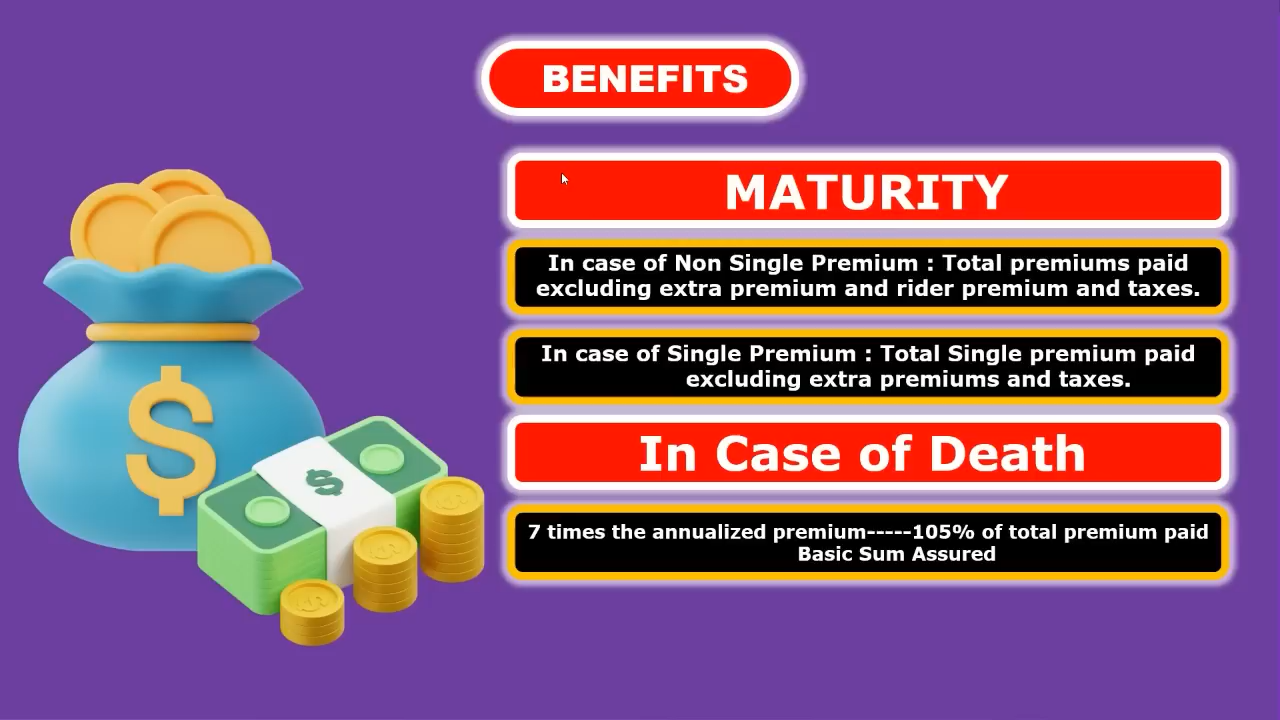 BENEFITS
MATURITY
In case of Non Single Premium : Total premiums paid
excluding extra premium and rider premium and taxes.
In case of Single Premium : Total Single premium paid
excluding extra premiums and taxes.
In Case of Death
7 times the annualized premium-----105% of total premium paid
Basic Sum Assured
$
$